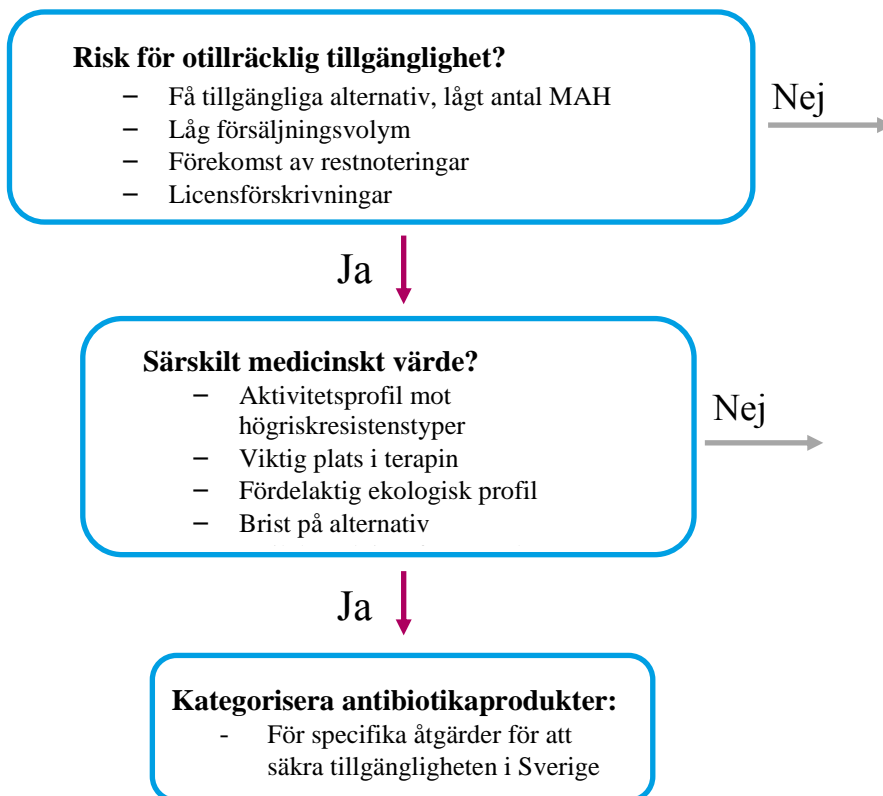 Risk för otillräcklig tillgänglighet?
– Få tillgängliga alternativ, lågt antal MAH
– Låg försäljningsvolym
– Förekomst av restnoteringar
– Licensförskrivningar
Nej
Ja
Särskilt medicinskt värde?
– Aktivitetsprofil mot
högriskresistenstyper
– Viktig plats i terapin
– Fördelaktig ekologisk profil
– Brist på alternativ
Nej
Ja
Kategorisera antibiotikaprodukter:
- För specifika åtgärder för att
säkra tillgängligheten i Sverige